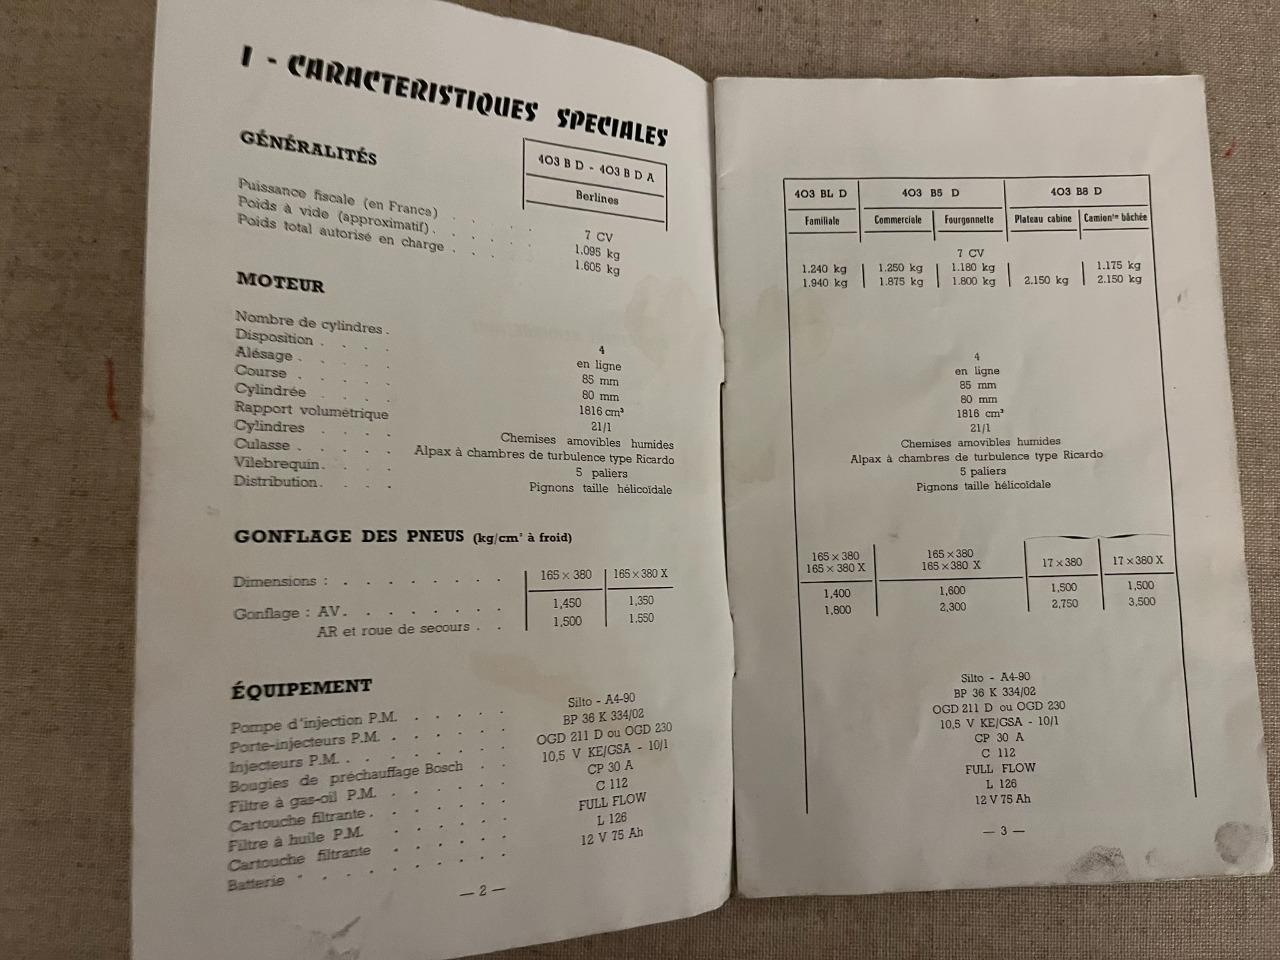 I - CARACTERISTIQUES SPECIALES
GÉNÉRALITÉS
403 B D - 403 B D A
Berlines
Puissance fiscale (en France) . . . . . 7 CV
Poids à vide (approximatif) . . . . . . 1.095 kg
Poids total autorisé en charge . . . 1.605 kg
MOTEUR
Nombre de cylindres . 4
Disposition . . . . en ligne
Alésage . . . . . 85 mm
Course . . . . . 80 mm
Cylindrée . . . . 1816 cm³
Rapport volumétrique 21/1
Cylindres . . . . Chemises amovibles humides
Culasse . . . . . Alpax à chambres de turbulence type Ricardo
Vilebrequin . . . . 5 paliers
Distribution . . . . Pignons taille hélicoïdale
GONFLAGE DES PNEUS (kg/cm² à froid)
Dimensions : . . . . . . . . 165 × 380 165 × 380 X
Gonflage : AV. . . . . . . . 1,450 1,350
AR et roue de secours . . 1,500 1.550
ÉQUIPEMENT
Pompe d'injection P.M. . . . . . Silto - A4-90
Porte-injecteurs P.M. . . . . . . BP 36 K 334/02
Injecteurs P.M. . . . . . . . OGD 211 D ou OGD 230
Bougies de préchauffage Bosch . . 10,5 V KE/GSA - 10/1
Filtre à gas-oil P.M. . . . . . . CP 30 A
Cartouche filtrante . . . . . . C 112
Filtre à huile P.M. . . . . . . FULL FLOW
Cartouche filtrante . . . . . L 126
Batterie . . . . . . . 12 V 75 Ah
— 2 —
403 BL D 403 B5 D 403 B8 D
Familiale Commerciale Fourgonnette Plateau cabine Camionᵗᵗᵉ bâchée
7 CV
1.240 kg 1.250 kg 1.180 kg 1.175 kg
1.940 kg 1.875 kg 1.800 kg 2.150 kg 2.150 kg
4
en ligne
85 mm
80 mm
1816 cm³
21/1
Chemises amovibles humides
Alpax à chambres de turbulence type Ricardo
5 paliers
Pignons taille hélicoïdale
165 × 380 165 × 380
165 × 380 X 165 × 380 X 17 × 380 17 × 380 X
1,400 1,600 1,500 1,500
1,800 2,300 2,750 3,500
Silto - A4-90
BP 36 K 334/02
OGD 211 D ou OGD 230
10,5 V KE/GSA - 10/1
CP 30 A
C 112
FULL FLOW
L 126
12 V 75 Ah
— 3 —